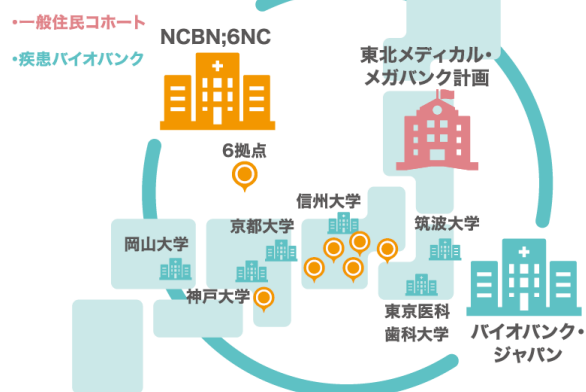 ・一般住民コホート
・疾患バイオバンク
NCBN;6NC
6拠点
東北メディカル・
メガバンク計画
信州大学
京都大学
筑波大学
岡山大学
神戸大学
東京医科
歯科大学
バイオバンク・
ジャパン